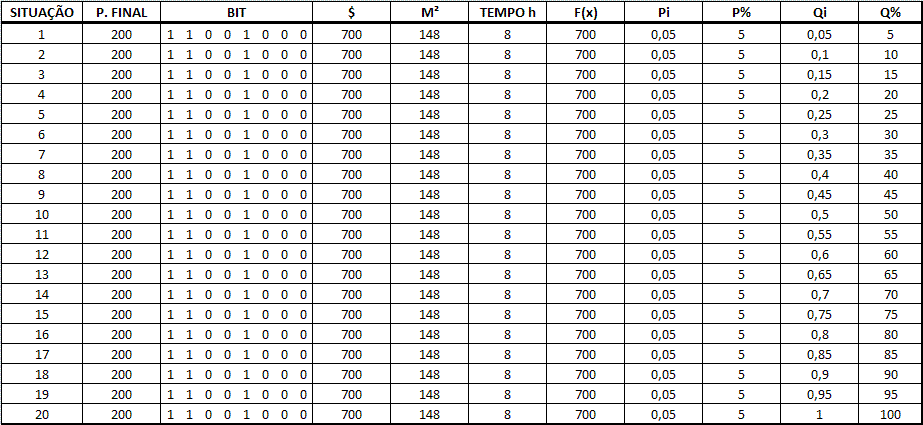 SITUAÇÃO P. FINAL BIT $ M² TEMPO h F(x) Pi P% Qi Q%
1 200 1 1 0 0 1 0 0 0 700 148 8 700 0,05 5 0,05 5
2 200 1 1 0 0 1 0 0 0 700 148 8 700 0,05 5 0,1 10
3 200 1 1 0 0 1 0 0 0 700 148 8 700 0,05 5 0,15 15
4 200 1 1 0 0 1 0 0 0 700 148 8 700 0,05 5 0,2 20
5 200 1 1 0 0 1 0 0 0 700 148 8 700 0,05 5 0,25 25
6 200 1 1 0 0 1 0 0 0 700 148 8 700 0,05 5 0,3 30
7 200 1 1 0 0 1 0 0 0 700 148 8 700 0,05 5 0,35 35
8 200 1 1 0 0 1 0 0 0 700 148 8 700 0,05 5 0,4 40
9 200 1 1 0 0 1 0 0 0 700 148 8 700 0,05 5 0,45 45
10 200 1 1 0 0 1 0 0 0 700 148 8 700 0,05 5 0,5 50
11 200 1 1 0 0 1 0 0 0 700 148 8 700 0,05 5 0,55 55
12 200 1 1 0 0 1 0 0 0 700 148 8 700 0,05 5 0,6 60
13 200 1 1 0 0 1 0 0 0 700 148 8 700 0,05 5 0,65 65
14 200 1 1 0 0 1 0 0 0 700 148 8 700 0,05 5 0,7 70
15 200 1 1 0 0 1 0 0 0 700 148 8 700 0,05 5 0,75 75
16 200 1 1 0 0 1 0 0 0 700 148 8 700 0,05 5 0,8 80
17 200 1 1 0 0 1 0 0 0 700 148 8 700 0,05 5 0,85 85
18 200 1 1 0 0 1 0 0 0 700 148 8 700 0,05 5 0,9 90
19 200 1 1 0 0 1 0 0 0 700 148 8 700 0,05 5 0,95 95
20 200 1 1 0 0 1 0 0 0 700 148 8 700 0,05 5 1 100